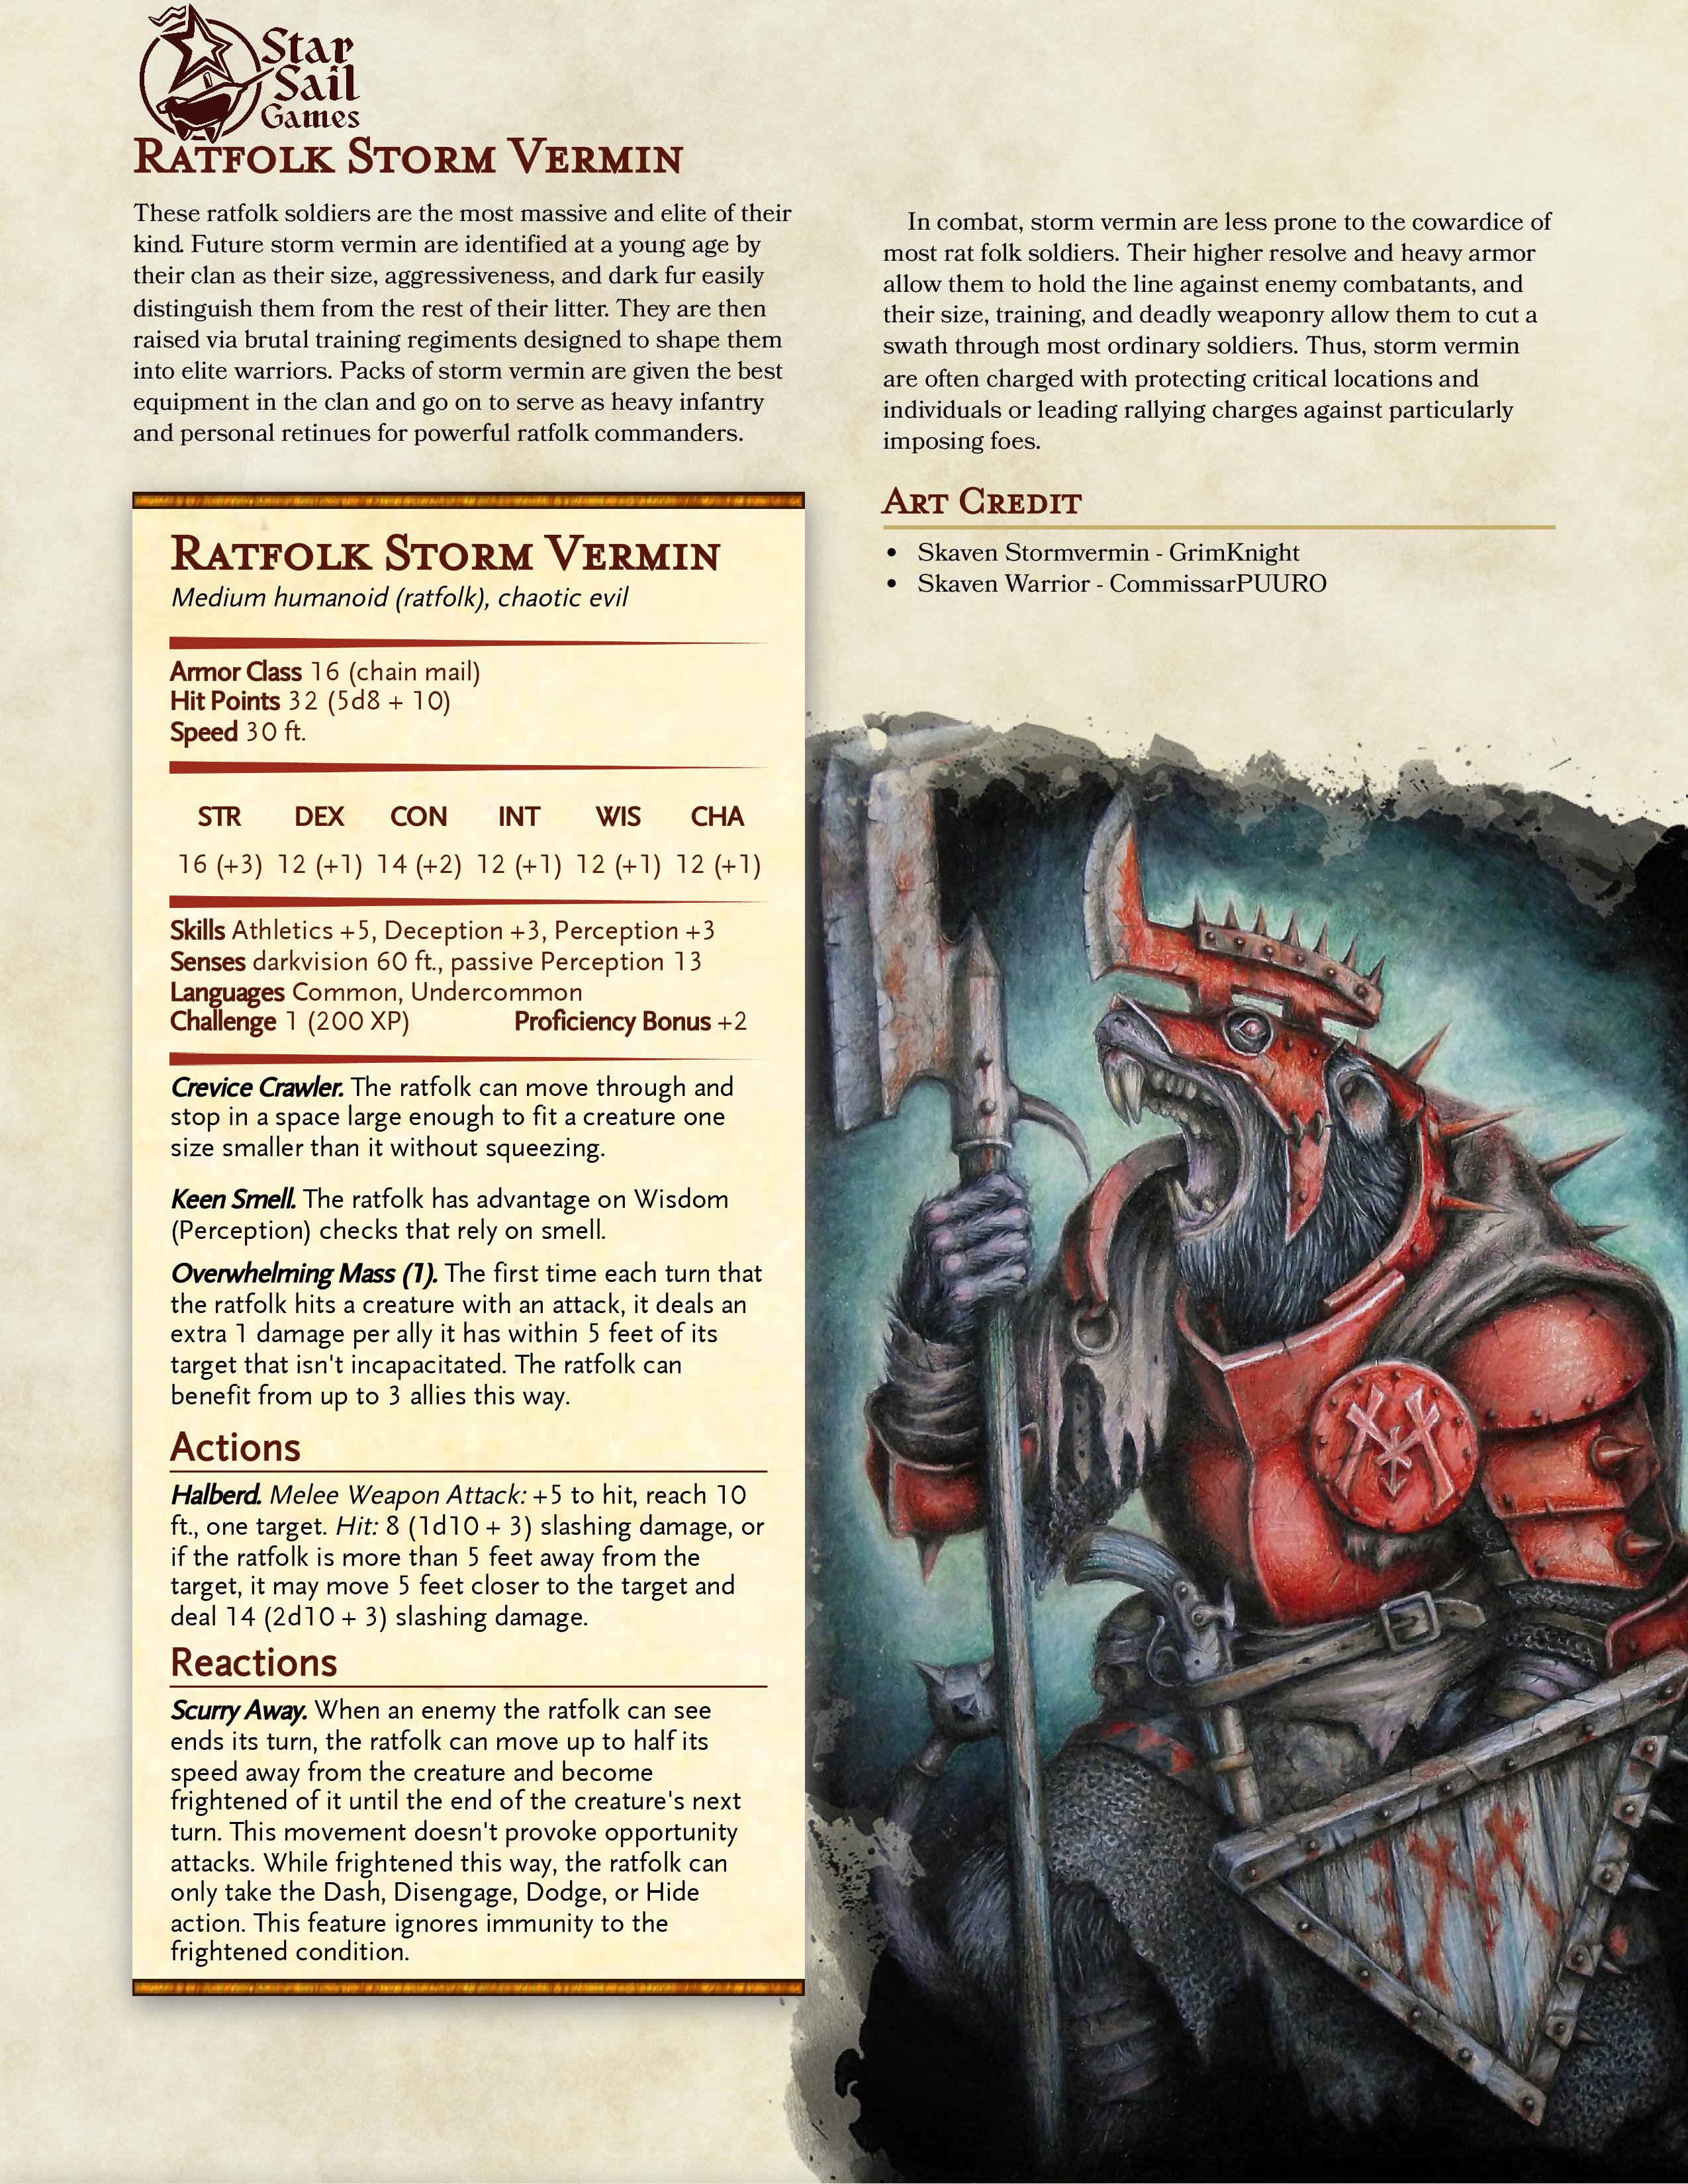 Star
Sail
Games
Ratfolk Storm Vermin
These ratfolk soldiers are the most massive and elite of their
kind. Future storm vermin are identified at a young age by
their clan as their size, aggressiveness, and dark fur easily
distinguish them from the rest of their litter. They are then
raised via brutal training regiments designed to shape them
into elite warriors. Packs of storm vermin are given the best
equipment in the clan and go on to serve as heavy infantry
and personal retinues for powerful ratfolk commanders.
In combat, storm vermin are less prone to the cowardice of
most rat folk soldiers. Their higher resolve and heavy armor
allow them to hold the line against enemy combatants, and
their size, training, and deadly weaponry allow them to cut a
swath through most ordinary soldiers. Thus, storm vermin
are often charged with protecting critical locations and
individuals or leading rallying charges against particularly
imposing foes.
Art Credit
• Skaven Stormvermin - GrimKnight
• Skaven Warrior - CommissarPUURO
Ratfolk Storm Vermin
Medium humanoid (ratfolk), chaotic evil
Armor Class 16 (chain mail)
Hit Points 32 (5d8 + 10)
Speed 30 ft.
STR DEX CON INT WIS CHA
16 (+3) 12 (+1) 14 (+2) 12 (+1) 12 (+1) 12 (+1)
Skills Athletics +5, Deception +3, Perception +3
Senses darkvision 60 ft., passive Perception 13
Languages Common, Undercommon
Challenge 1 (200 XP) Proficiency Bonus +2
Crevice Crawler. The ratfolk can move through and
stop in a space large enough to fit a creature one
size smaller than it without squeezing.
Keen Smell. The ratfolk has advantage on Wisdom
(Perception) checks that rely on smell.
Overwhelming Mass (1). The first time each turn that
the ratfolk hits a creature with an attack, it deals an
extra 1 damage per ally it has within 5 feet of its
target that isn't incapacitated. The ratfolk can
benefit from up to 3 allies this way.
Actions
Halberd. Melee Weapon Attack: +5 to hit, reach 10
ft., one target. Hit: 8 (1d10 + 3) slashing damage, or
if the ratfolk is more than 5 feet away from the
target, it may move 5 feet closer to the target and
deal 14 (2d10 + 3) slashing damage.
Reactions
Scurry Away. When an enemy the ratfolk can see
ends its turn, the ratfolk can move up to half its
speed away from the creature and become
frightened of it until the end of the creature's next
turn. This movement doesn't provoke opportunity
attacks. While frightened this way, the ratfolk can
only take the Dash, Disengage, Dodge, or Hide
action. This feature ignores immunity to the
frightened condition.